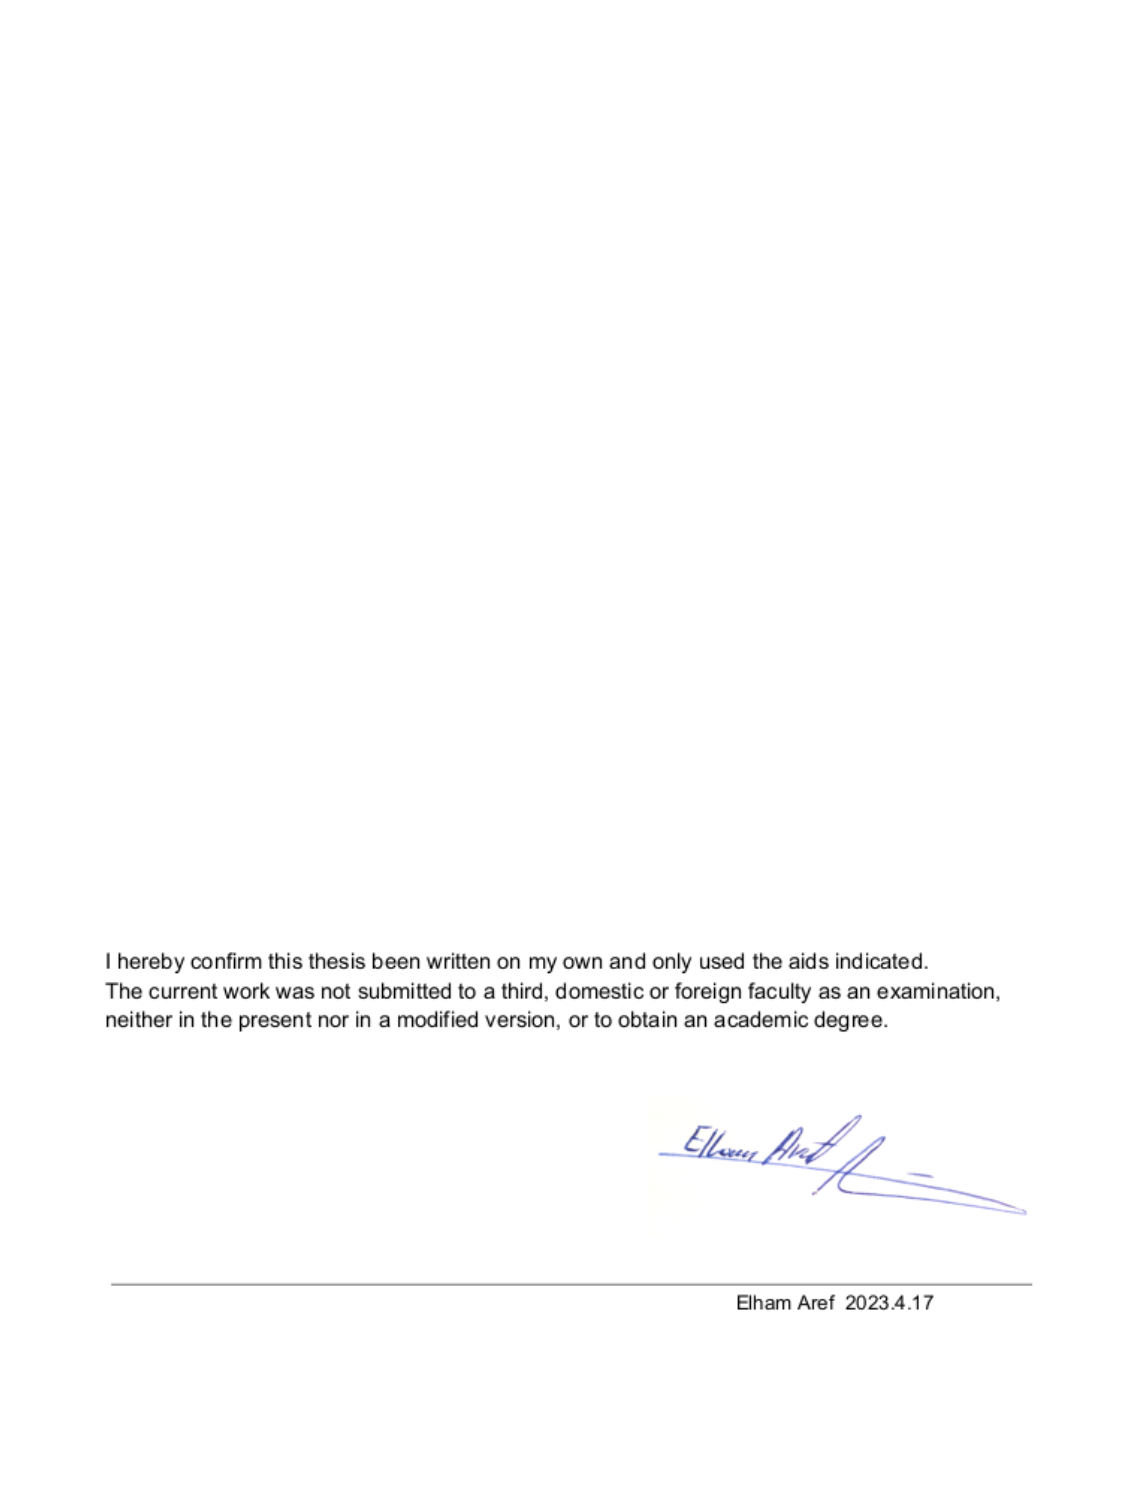 I hereby confirm this thesis been written on my own and only used the aids indicated.
The current work was not submitted to a third, domestic or foreign faculty as an examination,
neither in the present nor in a modified version, or to obtain an academic degree.
Elham Aref
Elham Aref 2023.4.17